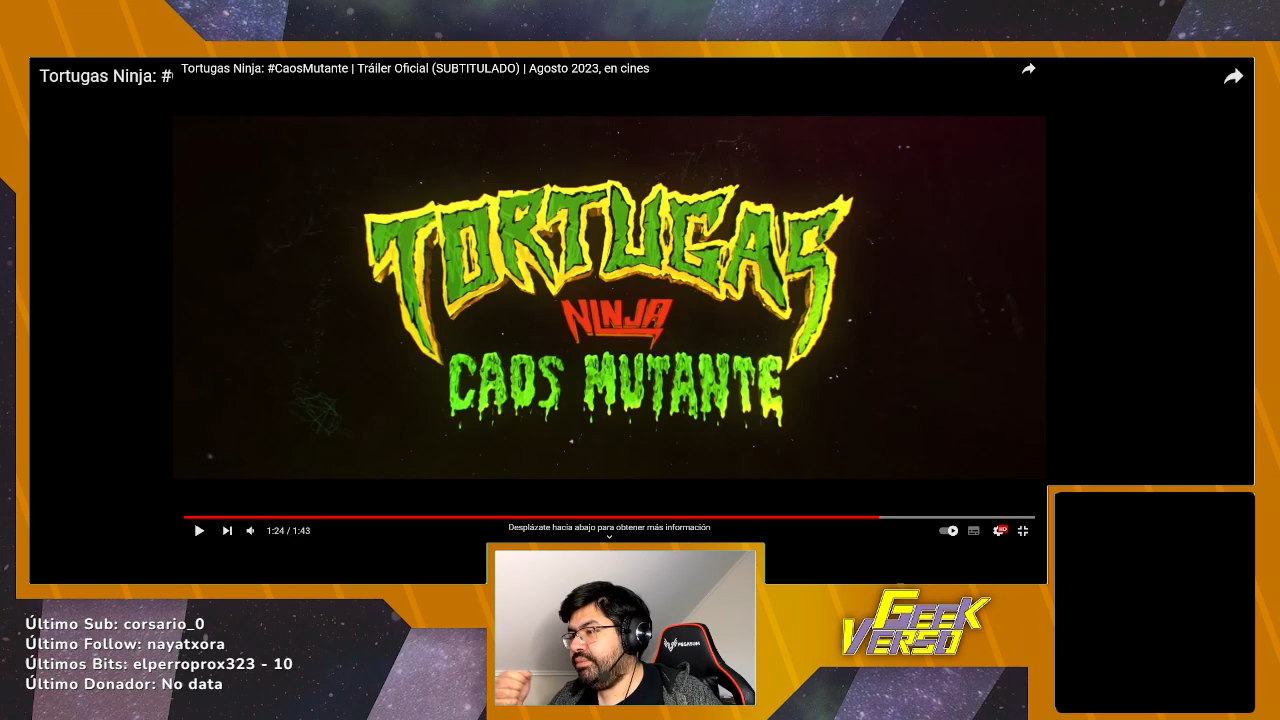 Tortugas Ninja: #
Tortugas Ninja: #CaosMutante | Tráiler Oficial (SUBTITULADO) | Agosto 2023, en cines
TORTUGAS
NINJA
CAOS MUTANTE
1:24 / 1:43
Desplázate hacia abajo para obtener más información
HD
PEGASUM
GEEK
VERSO
Último Sub: corsario_0
Último Follow: nayatxora
Últimos Bits: elperroprox323 - 10
Último Donador: No data